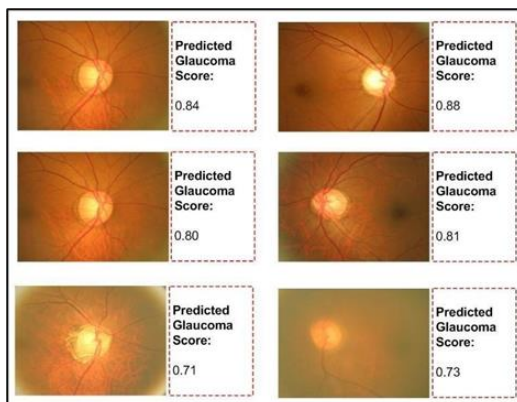 Predicted
Glaucoma
Score:
0.84
Predicted
Glaucoma
Score:
0.88
Predicted
Glaucoma
Score:
0.80
Predicted
Glaucoma
Score:
0.81
Predicted
Glaucoma
Score:
0.71
Predicted
Glaucoma
Score:
0.73